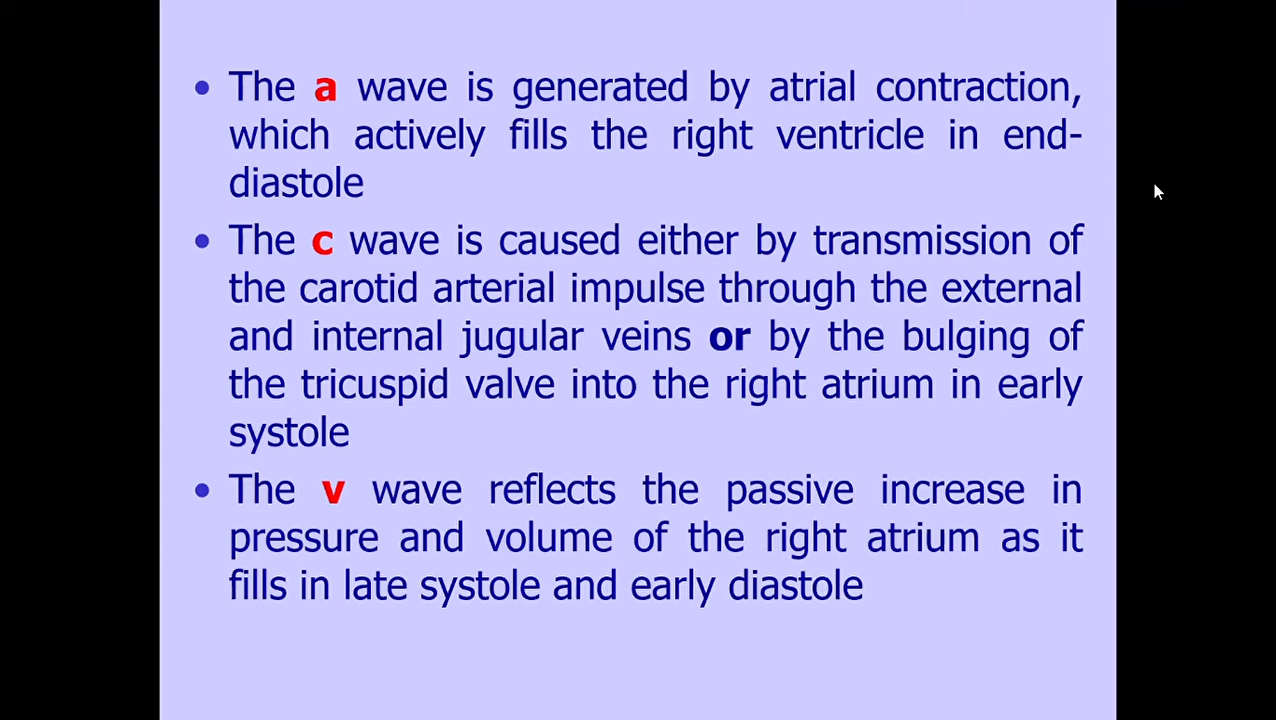 • The a wave is generated by atrial contraction,
which actively fills the right ventricle in end-
diastole
• The c wave is caused either by transmission of
the carotid arterial impulse through the external
and internal jugular veins or by the bulging of
the tricuspid valve into the right atrium in early
systole
• The v wave reflects the passive increase in
pressure and volume of the right atrium as it
fills in late systole and early diastole